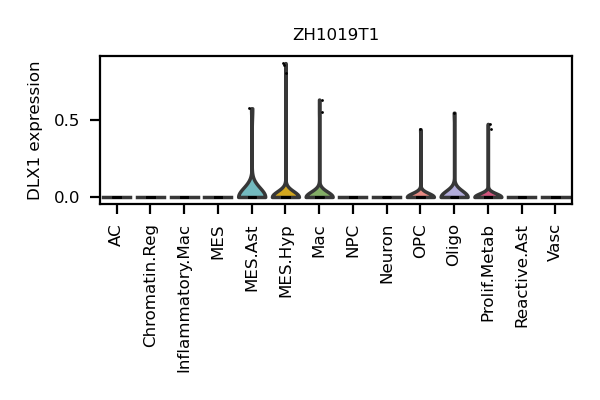 ZH1019T1
DLX1 expression
0.5
0.0
AC
Chromatin.Reg
Inflammatory.Mac
MES
MES.Ast
MES.Hyp
Mac
NPC
Neuron
OPC
Oligo
Prolif.Metab
Reactive.Ast
Vasc